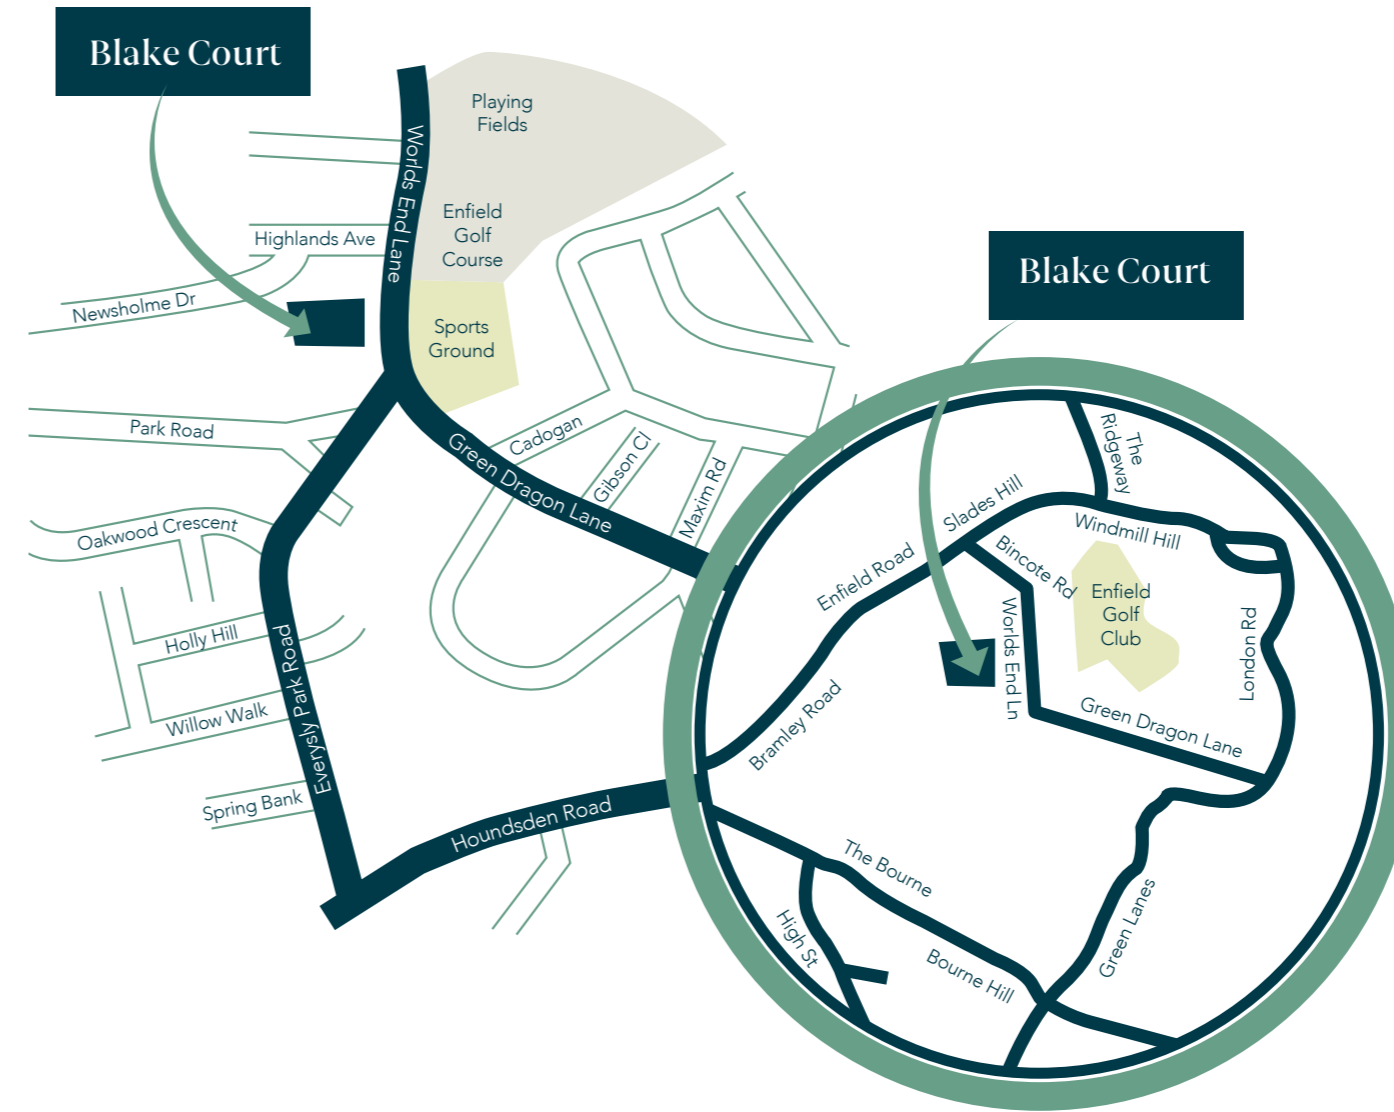 Blake Court
Playing
Fields
Worlds End Lane
Enfield
Golf
Course
Highlands Ave
Newsholme Dr
Sports
Ground
Park Road
Cadogan
Gibson Cl
Maxim Rd
Green Dragon Lane
Oakwood Crescent
Holly Hill
Willow Walk
Everysly Park Road
Spring Bank
Houndsden Road
Blake Court
The
Ridgeway
Slades Hill
Windmill Hill
Enfield Road
Bincote Rd
Enfield
Golf
Club
Worlds End Ln
London Rd
Bramley Road
Green Dragon Lane
The Bourne
High St
Bourne Hill
Green Lanes